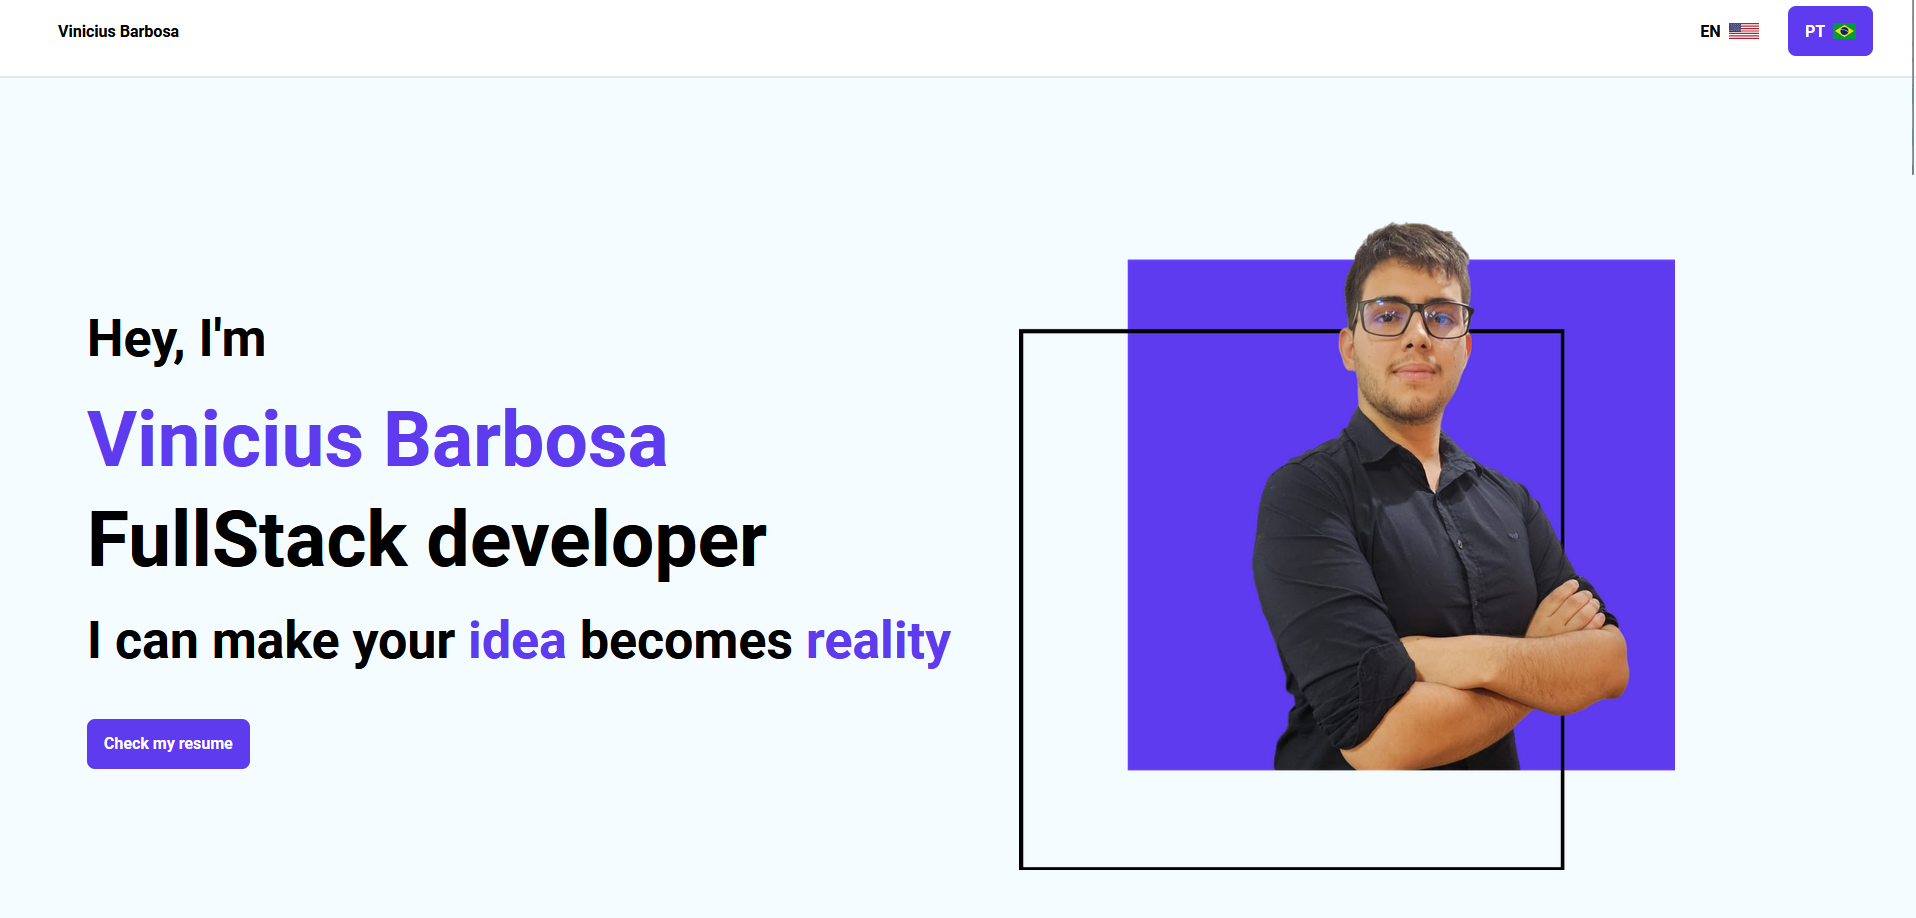 Vinicius Barbosa
EN
PT
Hey, I'm
Vinicius Barbosa
FullStack developer
I can make your idea becomes reality
Check my resume